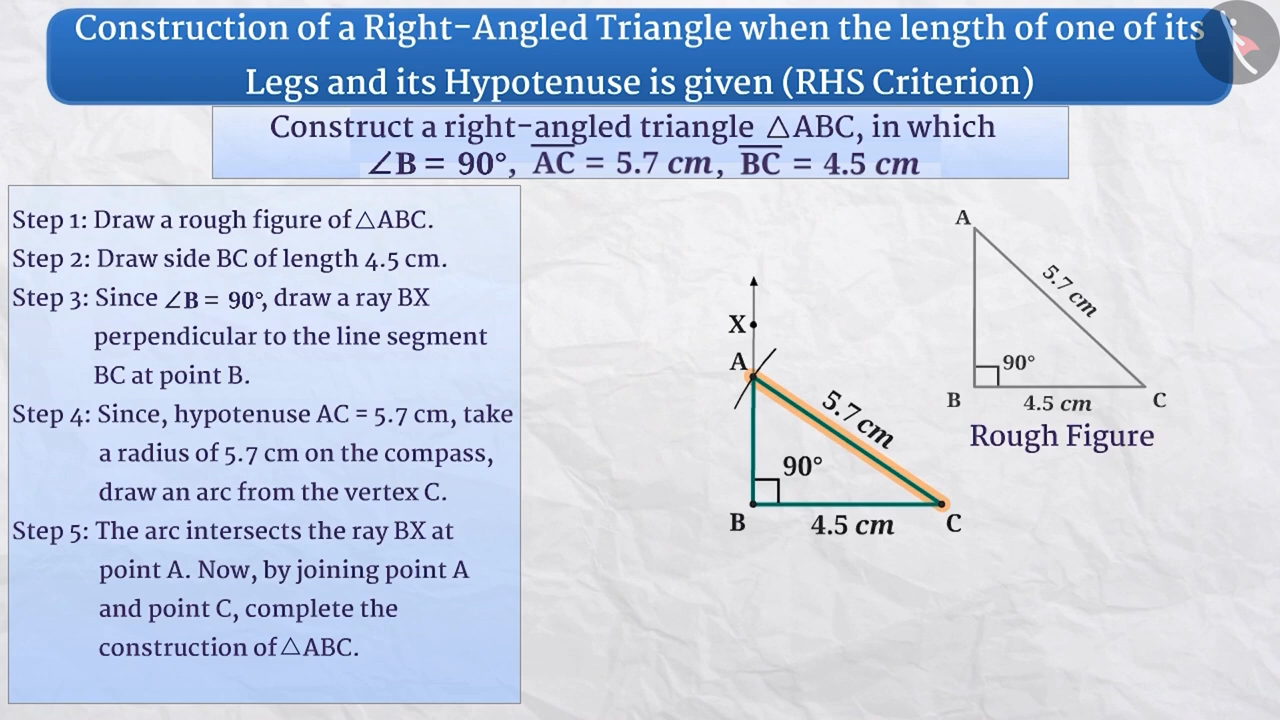 Construction of a Right-Angled Triangle when the length of one of its
Legs and its Hypotenuse is given (RHS Criterion)
Construct a right-angled triangle △ABC, in which
∠B = 90°, A̅C̅ = 5.7 cm, B̅C̅ = 4.5 cm
Step 1: Draw a rough figure of △ABC.
Step 2: Draw side BC of length 4.5 cm.
Step 3: Since ∠B = 90°, draw a ray BX
perpendicular to the line segment
BC at point B.
Step 4: Since, hypotenuse AC = 5.7 cm, take
a radius of 5.7 cm on the compass,
draw an arc from the vertex C.
Step 5: The arc intersects the ray BX at
point A. Now, by joining point A
and point C, complete the
construction of △ABC.
X
A
5.7 cm
90°
B
4.5 cm
C
A
5.7 cm
90°
B
4.5 cm
C
Rough Figure